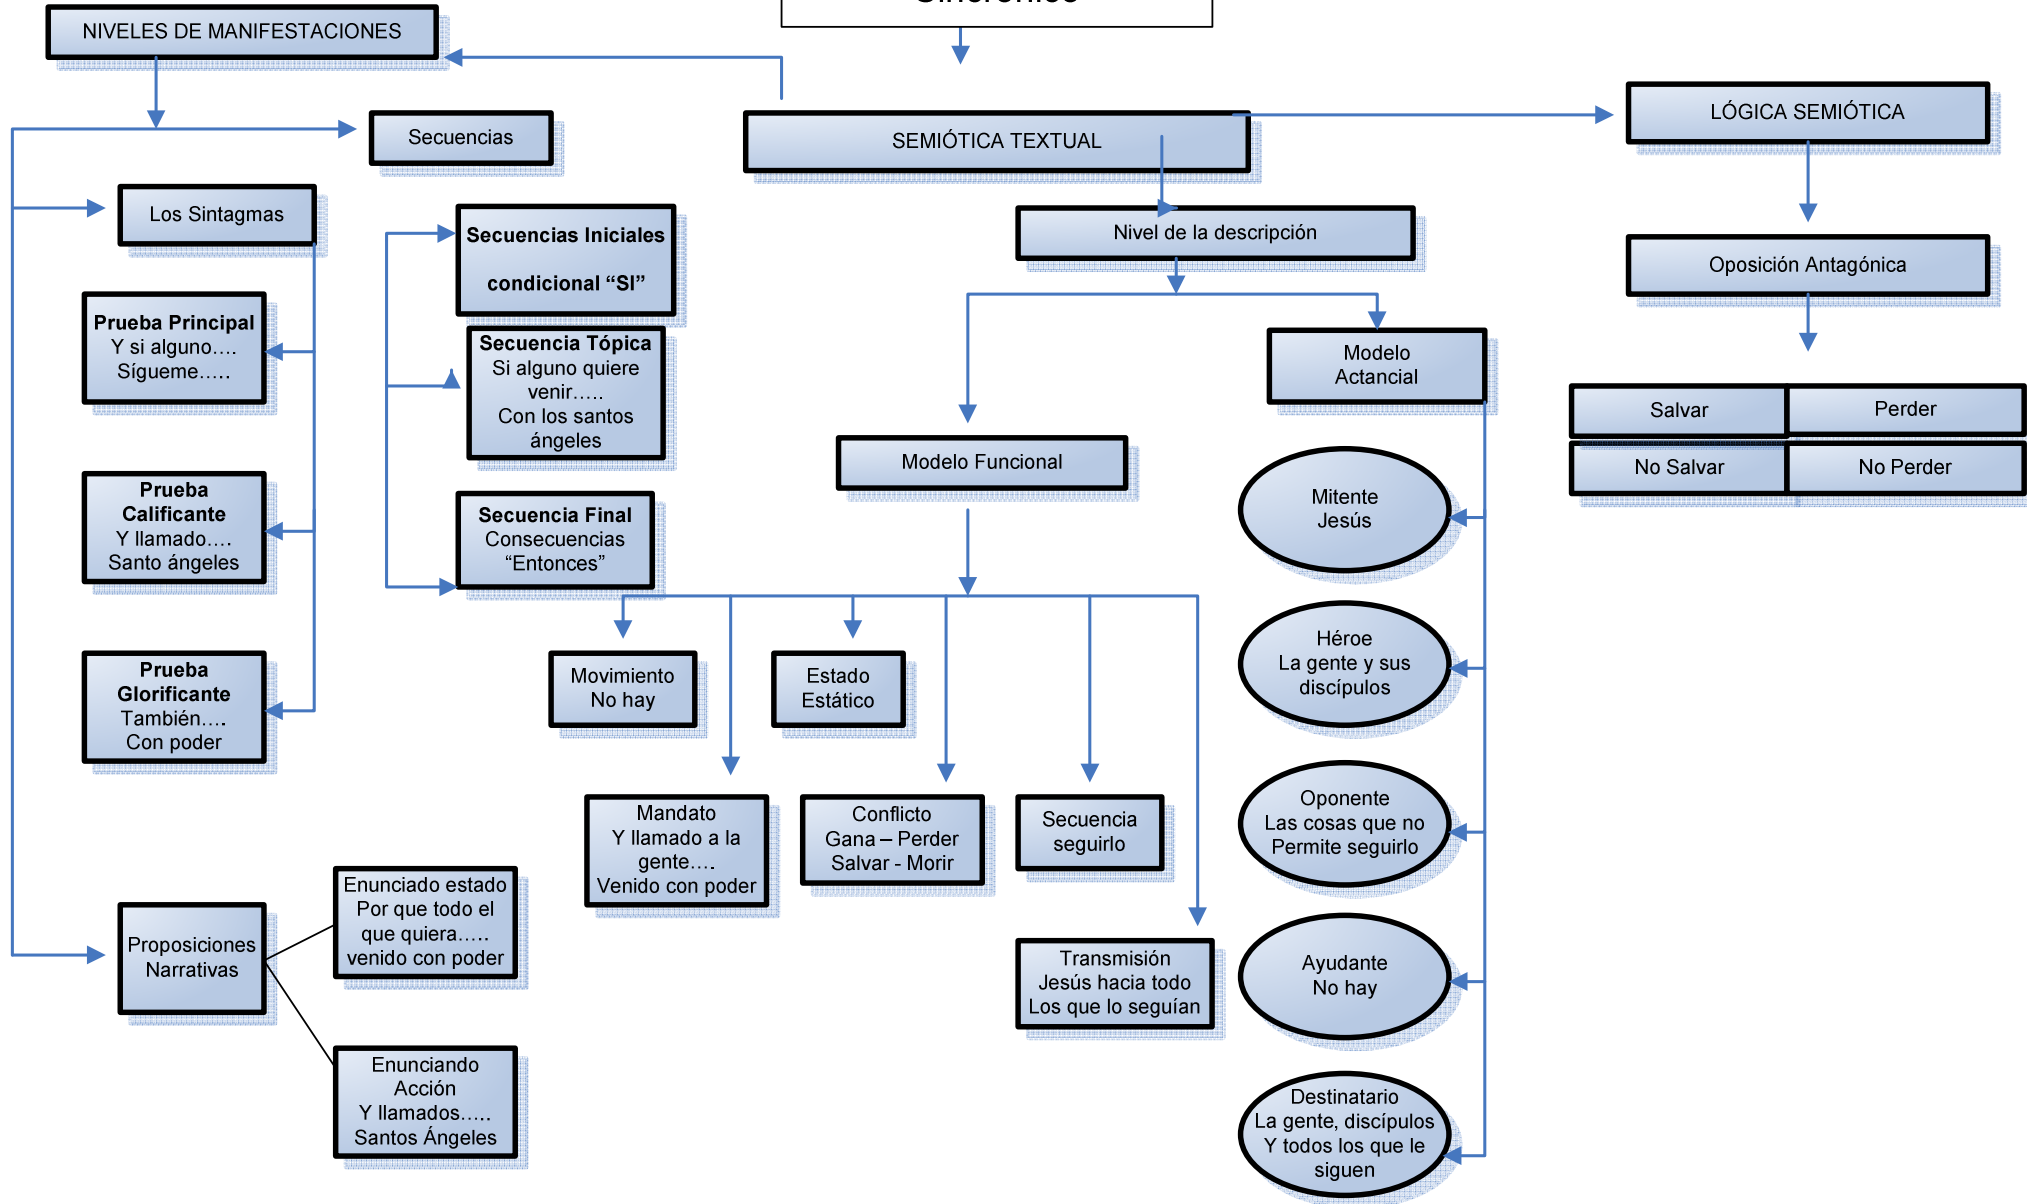 Sincrónico
NIVELES DE MANIFESTACIONES
SEMIÓTICA TEXTUAL
LÓGICA SEMIÓTICA
Secuencias
Los Sintagmas
Prueba Principal
Y si alguno….
Sígueme…..
Prueba
Calificante
Y llamado….
Santo ángeles
Prueba
Glorificante
También….
Con poder
Secuencias Iniciales
condicional “SI”
Secuencia Tópica
Si alguno quiere
venir…..
Con los santos
ángeles
Secuencia Final
Consecuencias
“Entonces”
Proposiciones
Narrativas
Enunciado estado
Por que todo el
que quiera…..
venido con poder
Enunciando
Acción
Y llamados…..
Santos Ángeles
Nivel de la descripción
Modelo Funcional
Movimiento
No hay
Estado
Estático
Mandato
Y llamado a la
gente….
Venido con poder
Conflicto
Gana – Perder
Salvar - Morir
Secuencia
seguirlo
Transmisión
Jesús hacia todo
Los que lo seguían
Modelo
Actancial
Mitente
Jesús
Héroe
La gente y sus
discípulos
Oponente
Las cosas que no
Permite seguirlo
Ayudante
No hay
Destinatario
La gente, discípulos
Y todos los que le
siguen
Oposición Antagónica
Salvar
Perder
No Salvar
No Perder